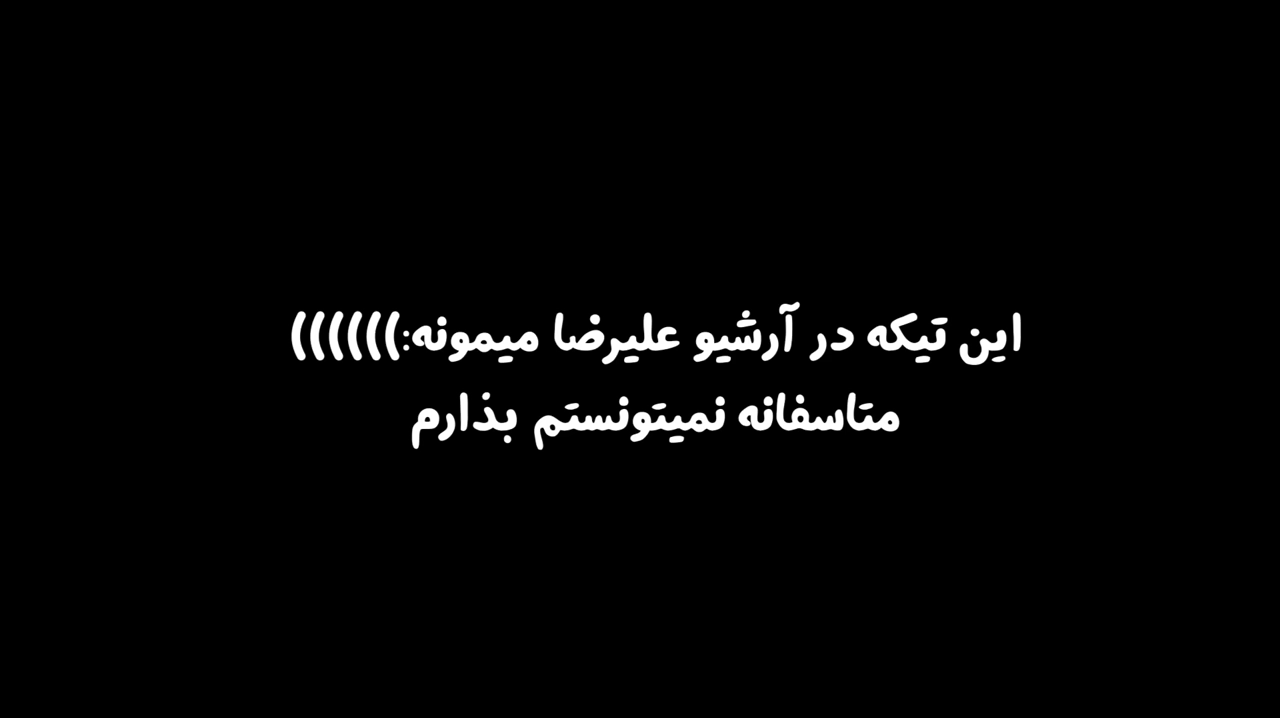 این تیکه در آرشیو علیرضا میمونه:))))))
متاسفانه نمیتونستم بذارم